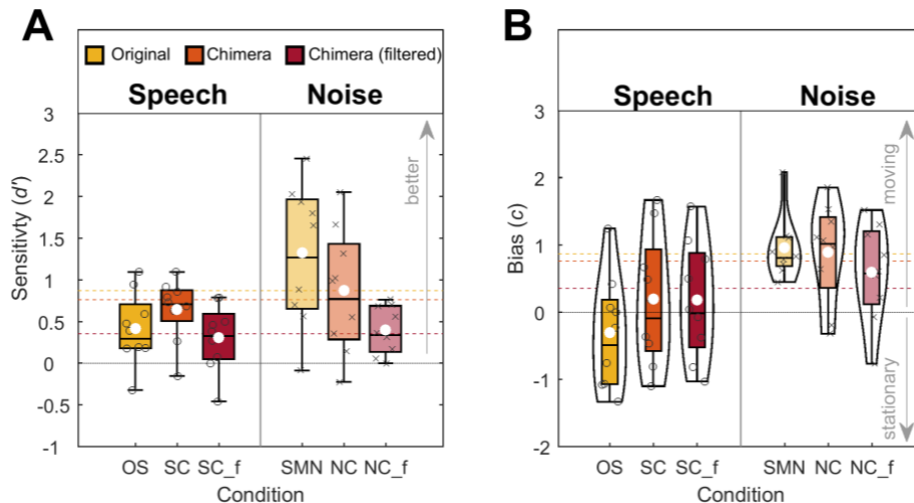 A
Original Chimera Chimera (filtered)
Speech Noise
3
2.5
2
1.5
1
0.5
0
-0.5
-1
Sensitivty (d′)
better
OS SC SC_f SMN NC NC_f
Condition
B
Speech Noise
3
2
1
0
-1
-2
Bias (c)
moving
stationary
OS SC SC_f SMN NC NC_f
Condition